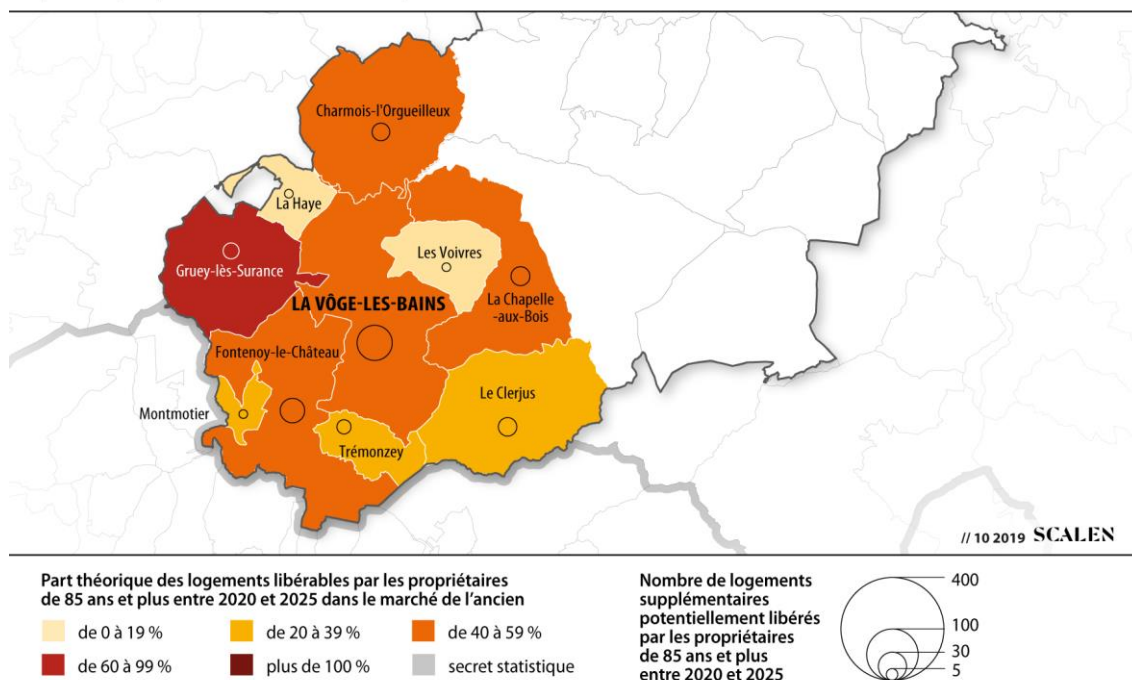 Charmois-l'Orgueilleux
La Haye
Les Voivres
Gruey-lès-Surance
La Chapelle
-aux-Bois
LA VÔGE-LES-BAINS
Fontenoy-le-Château
Le Clerjus
Montmotier
Trémonzey
// 10 2019 SCALEN
Part théorique des logements libérables par les propriétaires
de 85 ans et plus entre 2020 et 2025 dans le marché de l'ancien
de 0 à 19 %
de 20 à 39 %
de 40 à 59 %
de 60 à 99 %
plus de 100 %
secret statistique
Nombre de logements
supplémentaires
potentiellement libérés
par les propriétaires
de 85 ans et plus
entre 2020 et 2025
400
100
30
5